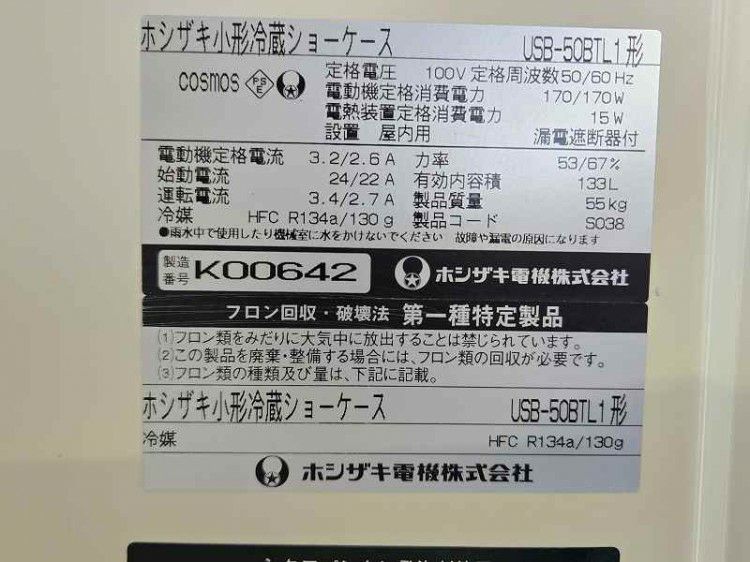 ホシザキ小形冷蔵ショーケース USB-50BTL1形
cosmos PSE 定格電圧 100V 定格周波数50/60Hz
電動機定格消費電力 170/170W
電熱装置定格消費電力 15W
設置 屋内用 漏電遮断器付
電動機定格電流 3.2/2.6A 力率 53/67%
始動電流 24/22A 有効内容積 133L
運転電流 3.4/2.7A 製品質量 55kg
冷媒 HFC R134a/130g 製品コード S038
●雨水中で使用したり機械室に水をかけないでください 故障や漏電の原因になります
製造番号 K00642 ホシザキ電機株式会社
フロン回収・破壊法 第一種特定製品
(1)フロン類をみだりに大気中に放出することは禁じられています。
(2)この製品を廃棄・整備する場合には、フロン類の回収が必要です。
(3)フロン類の種類及び量は、下記に記載。
ホシザキ小形冷蔵ショーケース USB-50BTL1形
冷媒 HFC R134a/130g
ホシザキ電機株式会社